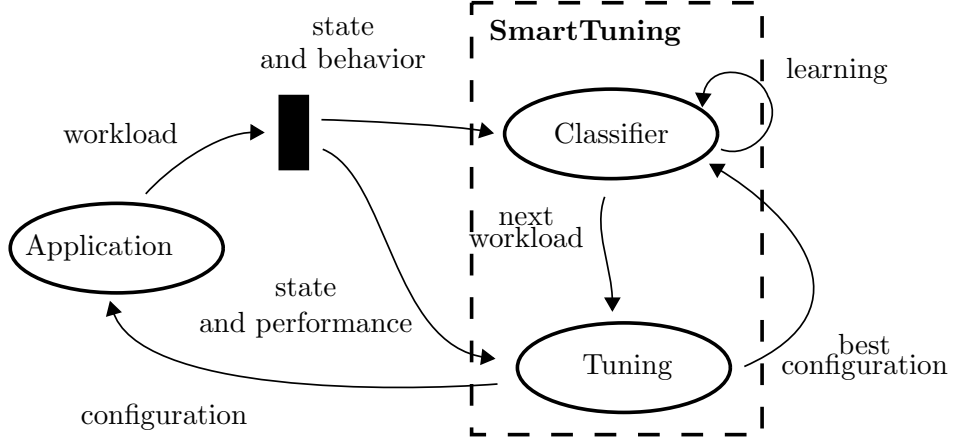 state
and behavior
SmartTuning
learning
workload
Classifier
next
workload
Application
state
and performance
Tuning
best
configuration
configuration